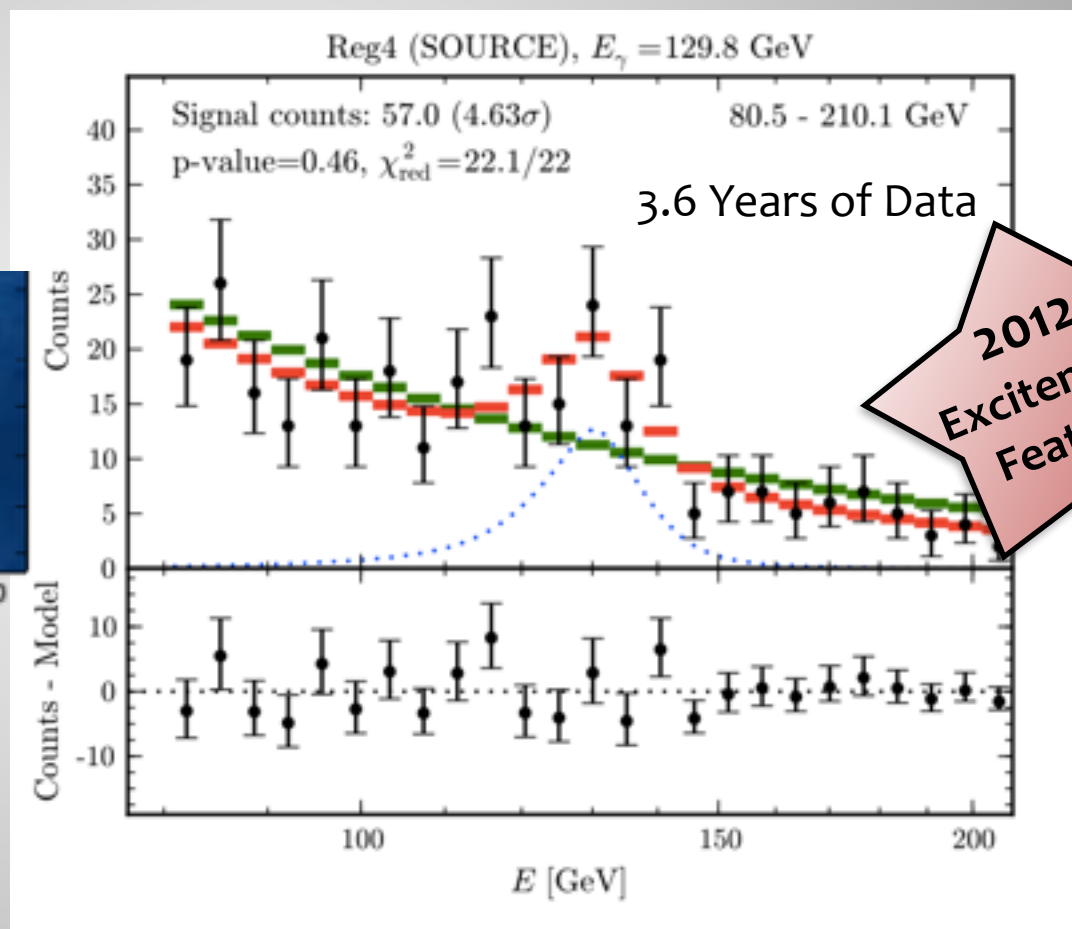 Reg4 (SOURCE), E_γ =129.8 GeV
Signal counts: 57.0 (4.63σ)
80.5 - 210.1 GeV
p-value=0.46, χ²_red=22.1/22
3.6 Years of Data
2012
Counts
40
35
30
25
20
15
10
5
0
Counts - Model
10
0
-10
100
150
200
E [GeV]